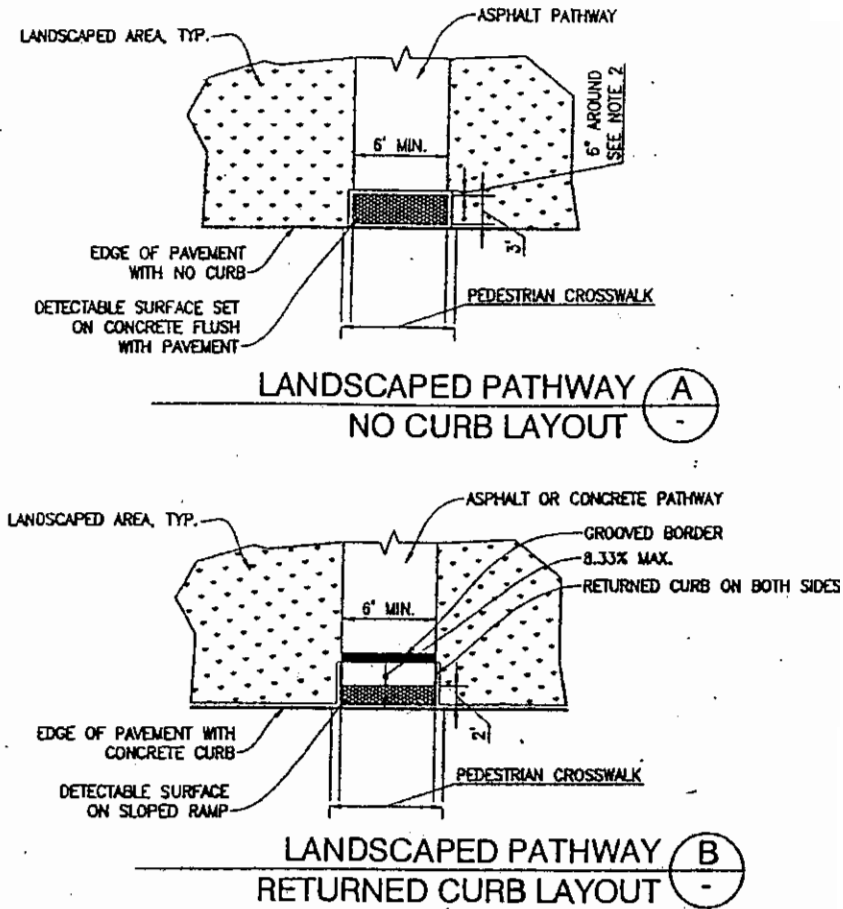 ASPHALT PATHWAY
LANDSCAPED AREA, TYP.
6" AROUND
SEE NOTE 2
6' MIN.
3'
EDGE OF PAVEMENT
WITH NO CURB
DETECTABLE SURFACE SET
ON CONCRETE FLUSH
WITH PAVEMENT
PEDESTRIAN CROSSWALK
LANDSCAPED PATHWAY
NO CURB LAYOUT
A
-
ASPHALT OR CONCRETE PATHWAY
LANDSCAPED AREA, TYP.
GROOVED BORDER
8.33% MAX.
RETURNED CURB ON BOTH SIDES
6' MIN.
2'
EDGE OF PAVEMENT WITH
CONCRETE CURB
DETECTABLE SURFACE
ON SLOPED RAMP
PEDESTRIAN CROSSWALK
LANDSCAPED PATHWAY
RETURNED CURB LAYOUT
B
-